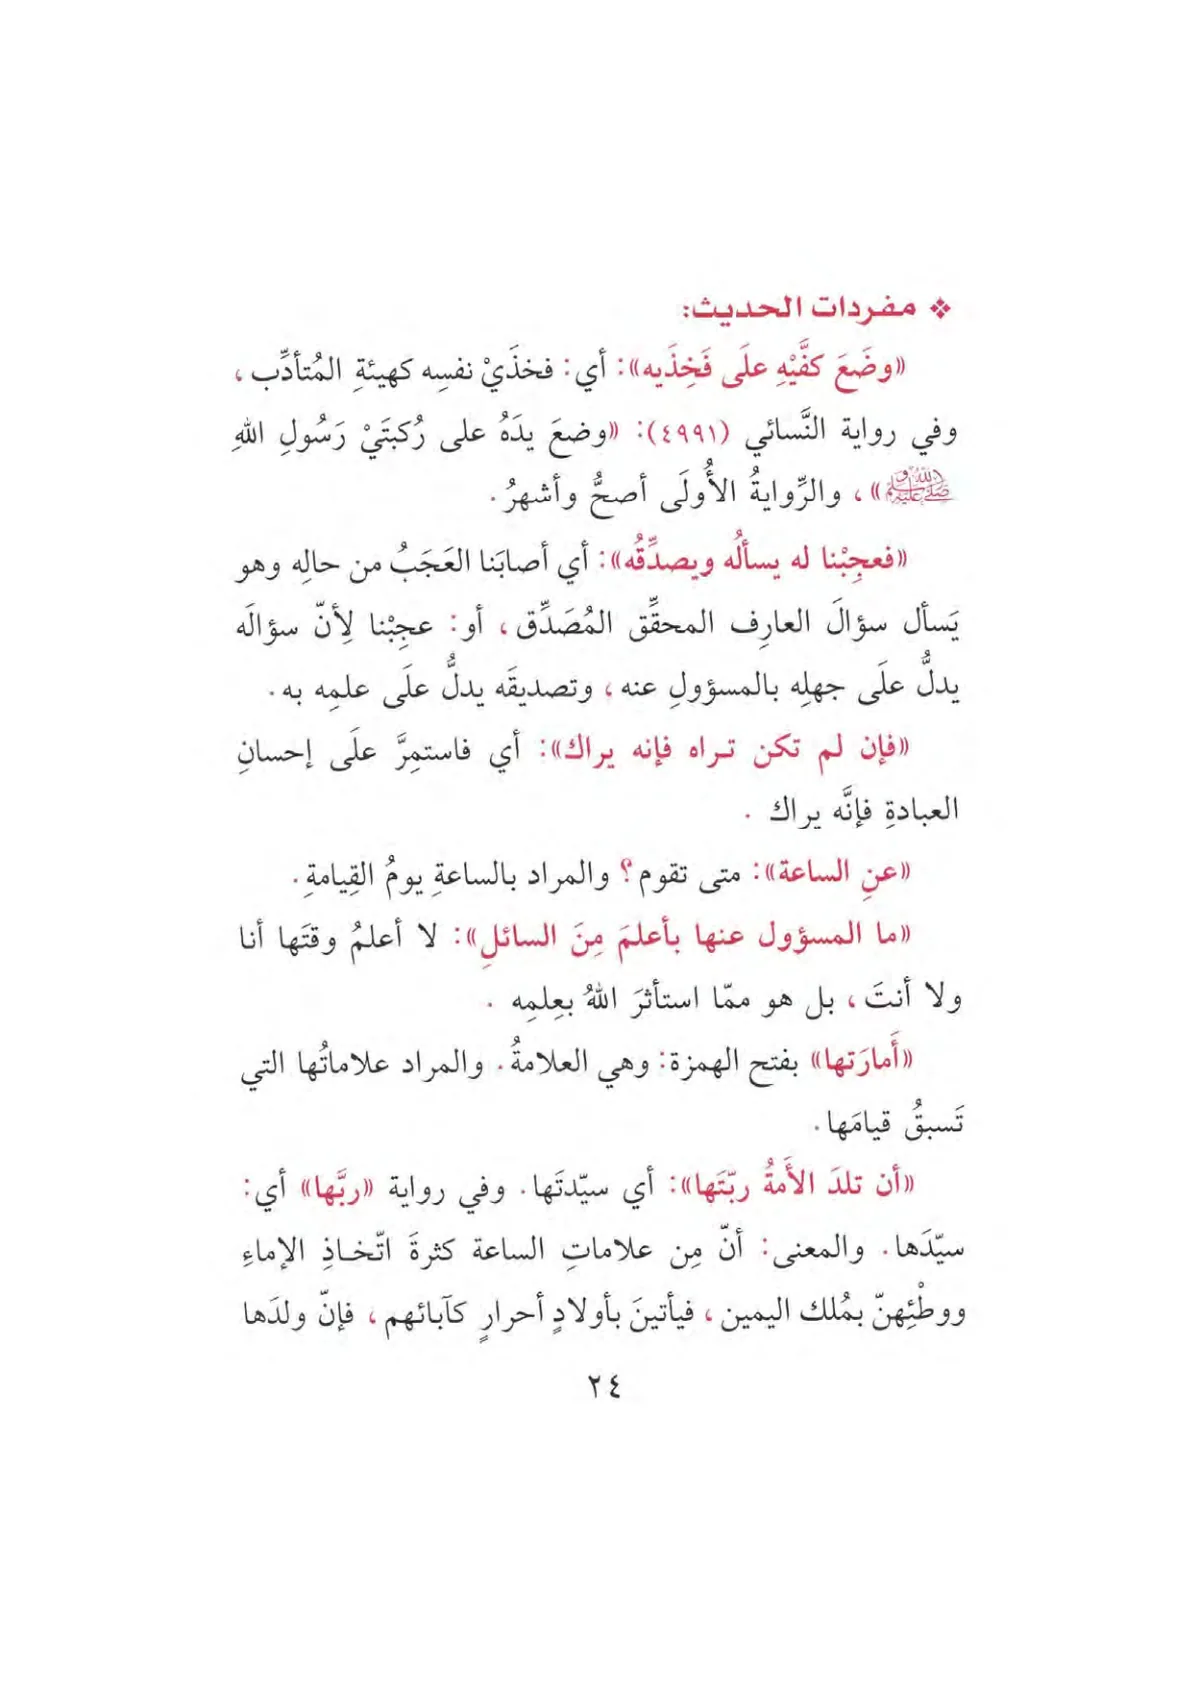 ❖ مفردات الحديث:
«وضَعَ كفَّيْهِ علَى فَخِذَيه»: أي: فخذَيْ نفسِه كهيئةِ المُتأدِّب،
وفي رواية النَّسائي (٤٩٩١): «وضعَ يدَهُ على رُكبتَيْ رَسُولِ اللهِ
ﷺ»، والرِّوايةُ الأُولَى أصحُّ وأشهرُ.
«فعجِبْنا له يسألُه ويصدِّقُه»: أي أصابَنا العَجَبُ من حالِه وهو
يَسأل سؤالَ العارِف المحقِّق المُصَدِّق، أو: عجِبْنا لِأنّ سؤالَه
يدلُّ علَى جهلِه بالمسؤولِ عنه، وتصديقَه يدلُّ علَى علمِه به.
«فإن لم تكن تـراه فإنه يراك»: أي فاستمِرَّ علَى إحسانِ
العبادةِ فإنَّه يراك .
«عنِ الساعة»: متى تقوم؟ والمراد بالساعةِ يومُ القِيامةِ.
«ما المسؤول عنها بأعلمَ مِنَ السائلِ»: لا أعلمُ وقتَها أنا
ولا أنتَ، بل هو ممّا استأثرَ اللهُ بعِلمِه .
«أَمارَتها» بفتح الهمزة: وهي العلامةُ. والمراد علاماتُها التي
تَسبقُ قيامَها.
«أن تلدَ الأَمةُ ربّتَها»: أي سيّدتَها. وفي رواية «ربَّها» أي:
سيّدَها. والمعنى: أنّ مِن علاماتِ الساعة كثرةَ اتّخـاذِ الإماءِ
ووطْئِهنّ بمُلك اليمين، فيأتينَ بأولادٍ أحرارٍ كآبائهم، فإنّ ولدَها
٢٤